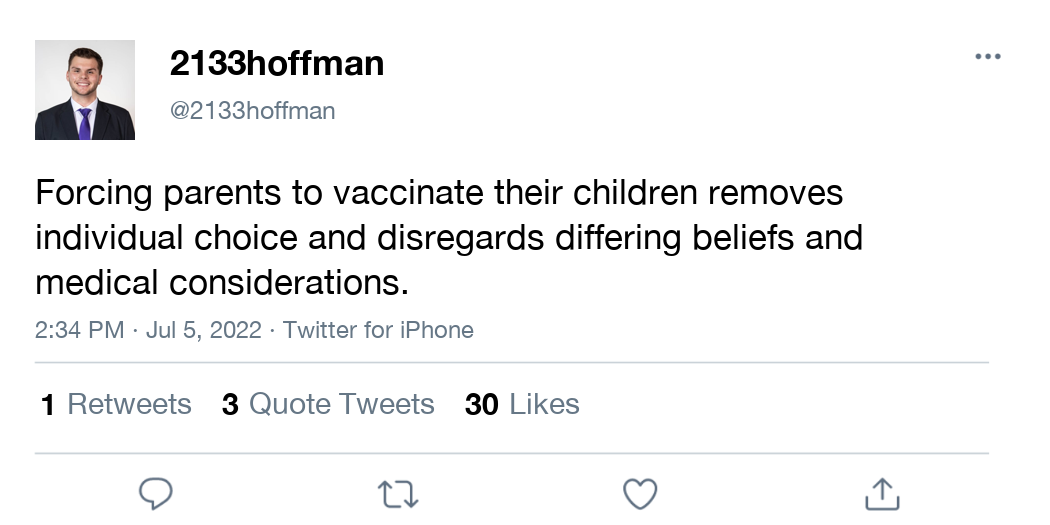 2133hoffman
@2133hoffman
Forcing parents to vaccinate their children removes
individual choice and disregards differing beliefs and
medical considerations.
2:34 PM · Jul 5, 2022 · Twitter for iPhone
1 Retweets 3 Quote Tweets 30 Likes